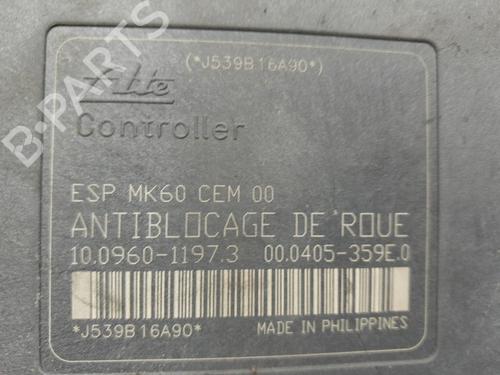 (*J539B16A90*)
Ate
Controller
ESP MK60 CEM 00
ANTIBLOCAGE DE ROUE
10.0960-1197.3 00.0405-359E.0
*J539B16A90* MADE IN PHILIPPINES
B-PARTS